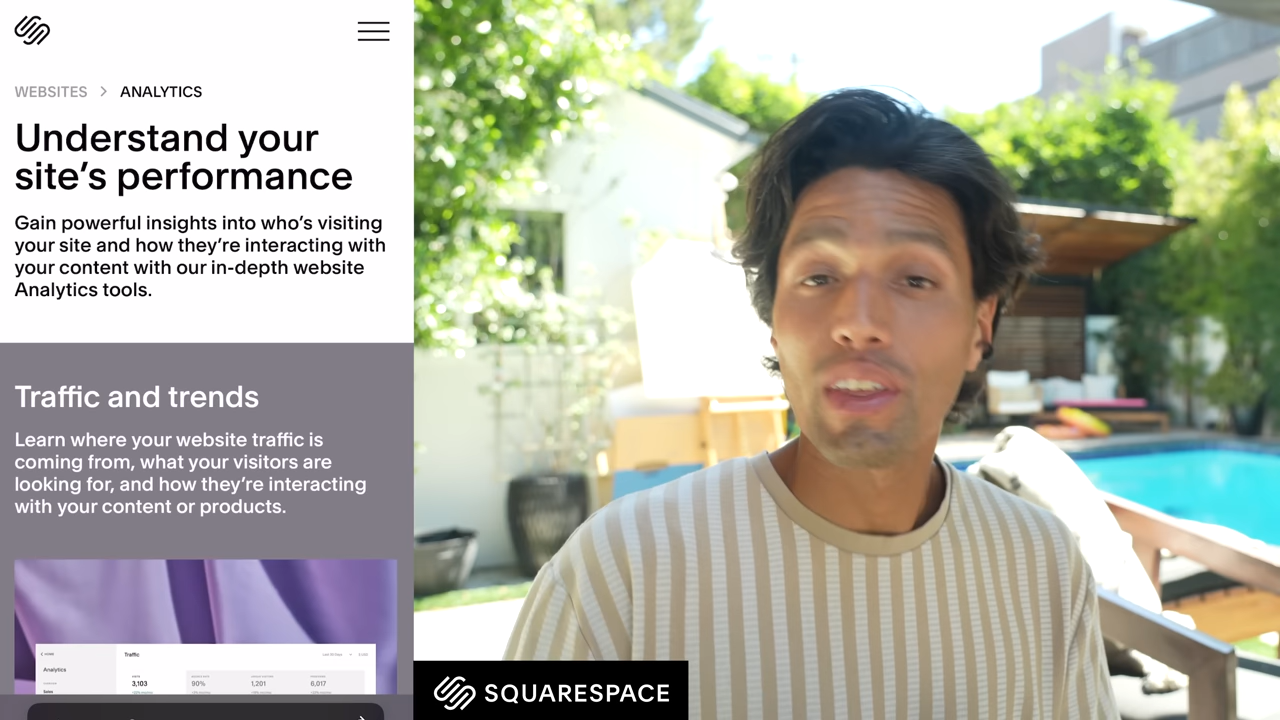 WEBSITES > ANALYTICS
Understand your
site's performance
Gain powerful insights into who's visiting
your site and how they're interacting with
your content with our in-depth website
Analytics tools.
Traffic and trends
Learn where your website traffic is
coming from, what your visitors are
looking for, and how they're interacting
with your content or products.
HOME
Analytics
Sales
Traffic
3,103
90%
1,201
6,017
SQUARESPACE